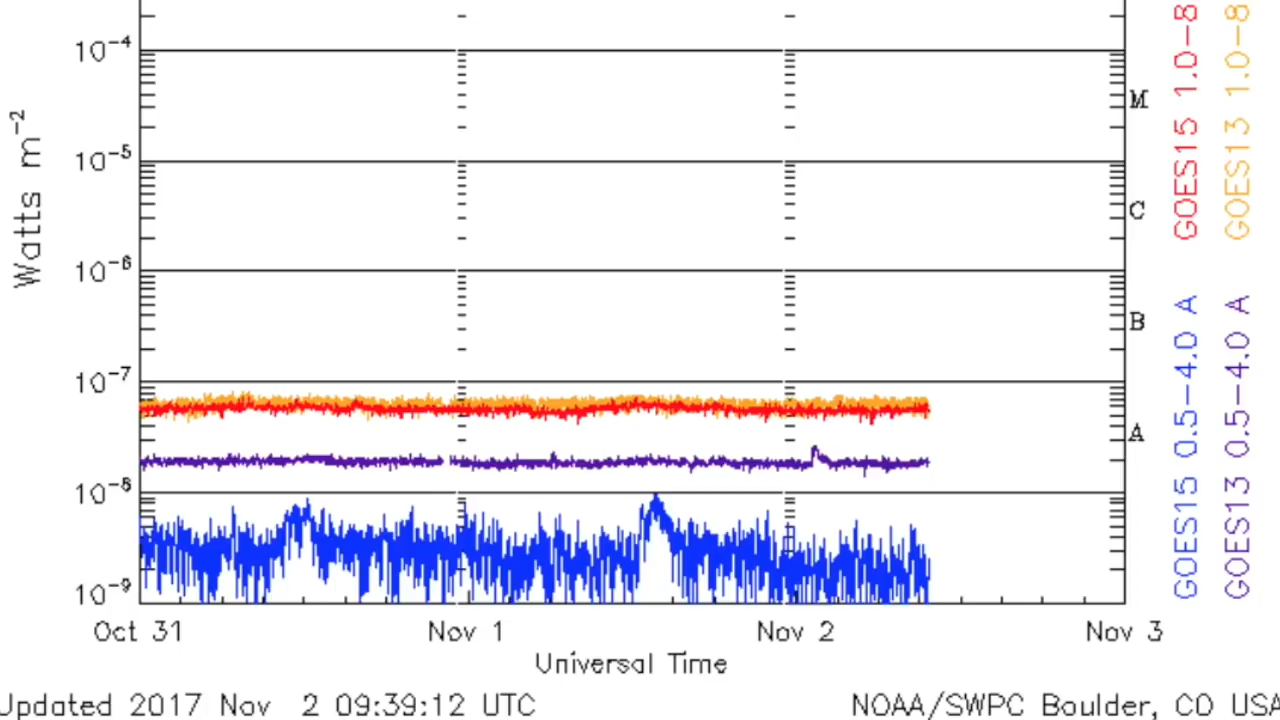 10-4
10-5
10-6
10-7
10-8
10-9
Watts m-2
M
C
B
A
GOES15 1.0-8
GOES13 1.0-8
GOES15 0.5-4.0 A
GOES13 0.5-4.0 A
Oct 31 Nov 1 Nov 2 Nov 3
Universal Time
Updated 2017 Nov 2 09:39:12 UTC NOAA/SWPC Boulder, CO USA